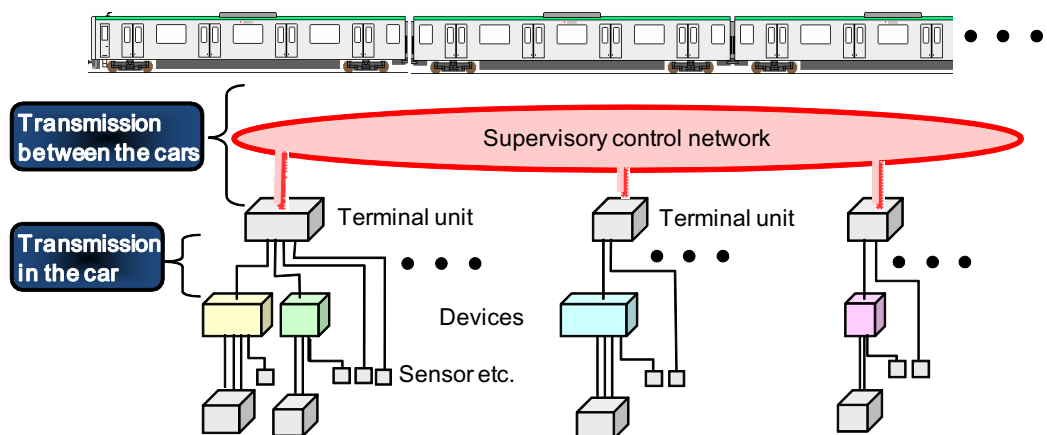 Transmission
between the cars
Supervisory control network
Terminal unit
Terminal unit
Transmission
in the car
Devices
Sensor etc.